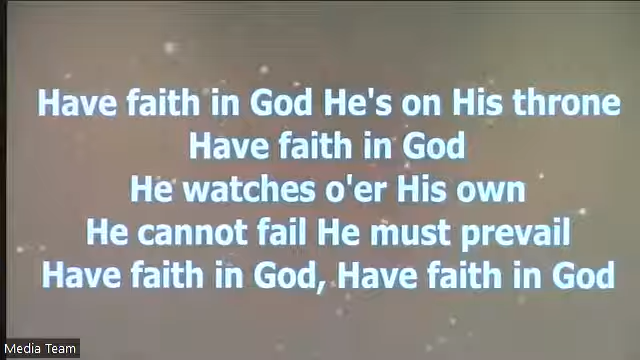 Have faith in God He's on His throne
Have faith in God
He watches o'er His own
He cannot fail He must prevail
Have faith in God, Have faith in God
Media Team